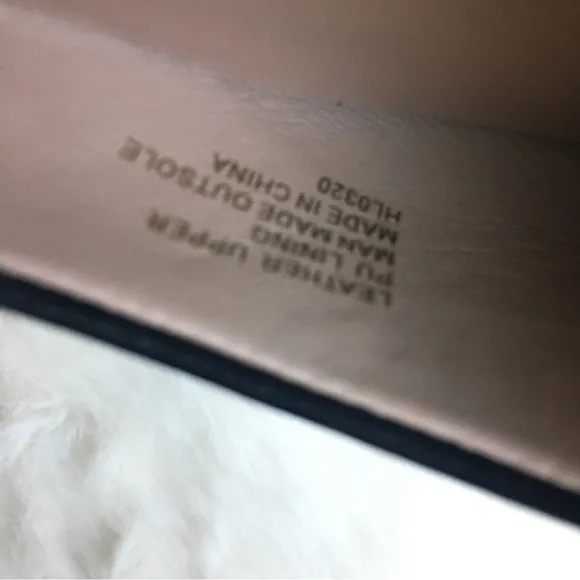 LEATHER UPPER
PU LINING
MAN MADE OUTSOLE
MADE IN CHINA
HL0320